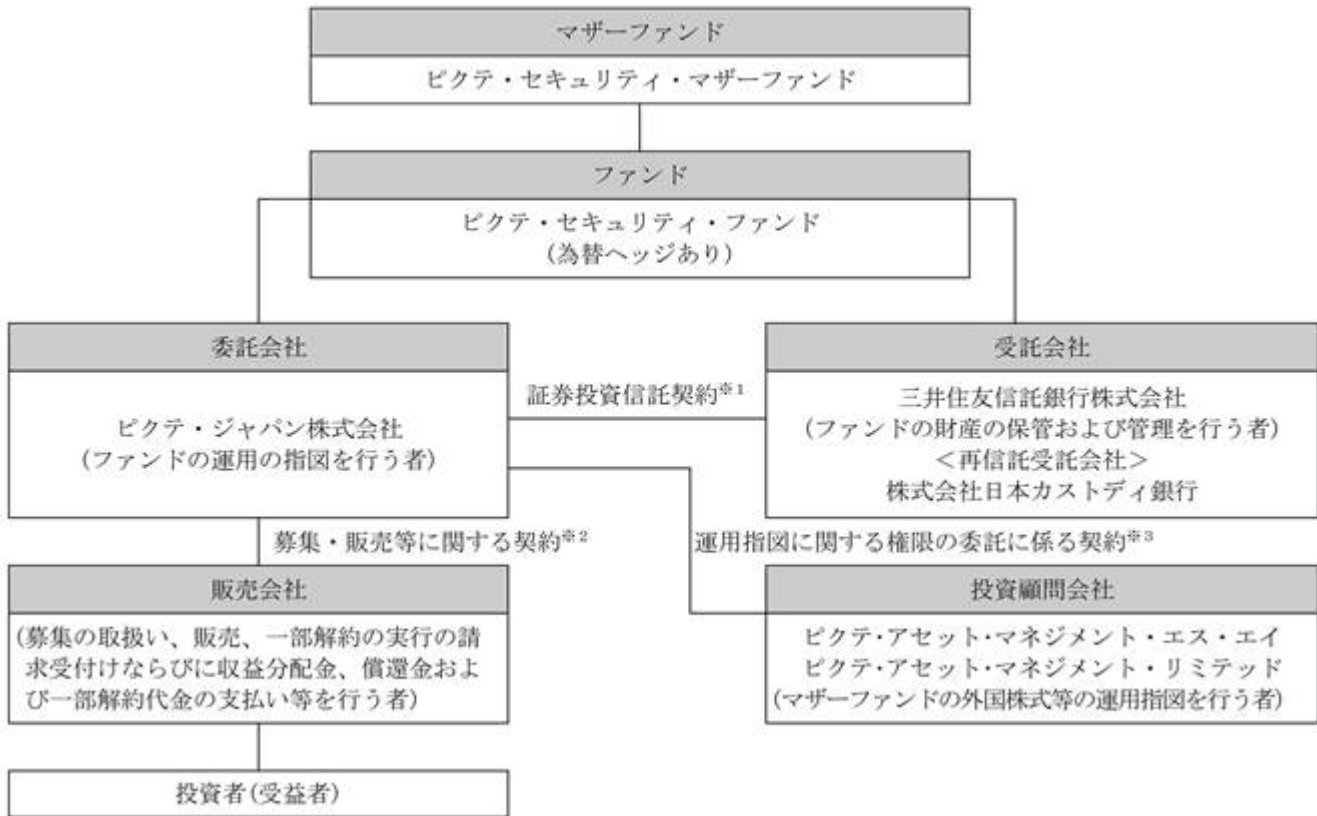 マザーファンド
ピクテ・セキュリティ・マザーファンド
ファンド
ピクテ・セキュリティ・ファンド
(為替ヘッジあり)
委託会社
ピクテ・ジャパン株式会社
(ファンドの運用の指図を行う者)
証券投資信託契約※1
受託会社
三井住友信託銀行株式会社
(ファンドの財産の保管および管理を行う者)
＜再信託受託会社＞
株式会社日本カストディ銀行
募集・販売等に関する契約※2
運用指図に関する権限の委託に係る契約※3
販売会社
(募集の取扱い、販売、一部解約の実行の請
求受付けならびに収益分配金、償還金およ
び一部解約代金の支払い等を行う者)
投資顧問会社
ピクテ・アセット・マネジメント・エス・エイ
ピクテ・アセット・マネジメント・リミテッド
(マザーファンドの外国株式等の運用指図を行う者)
投資者(受益者)